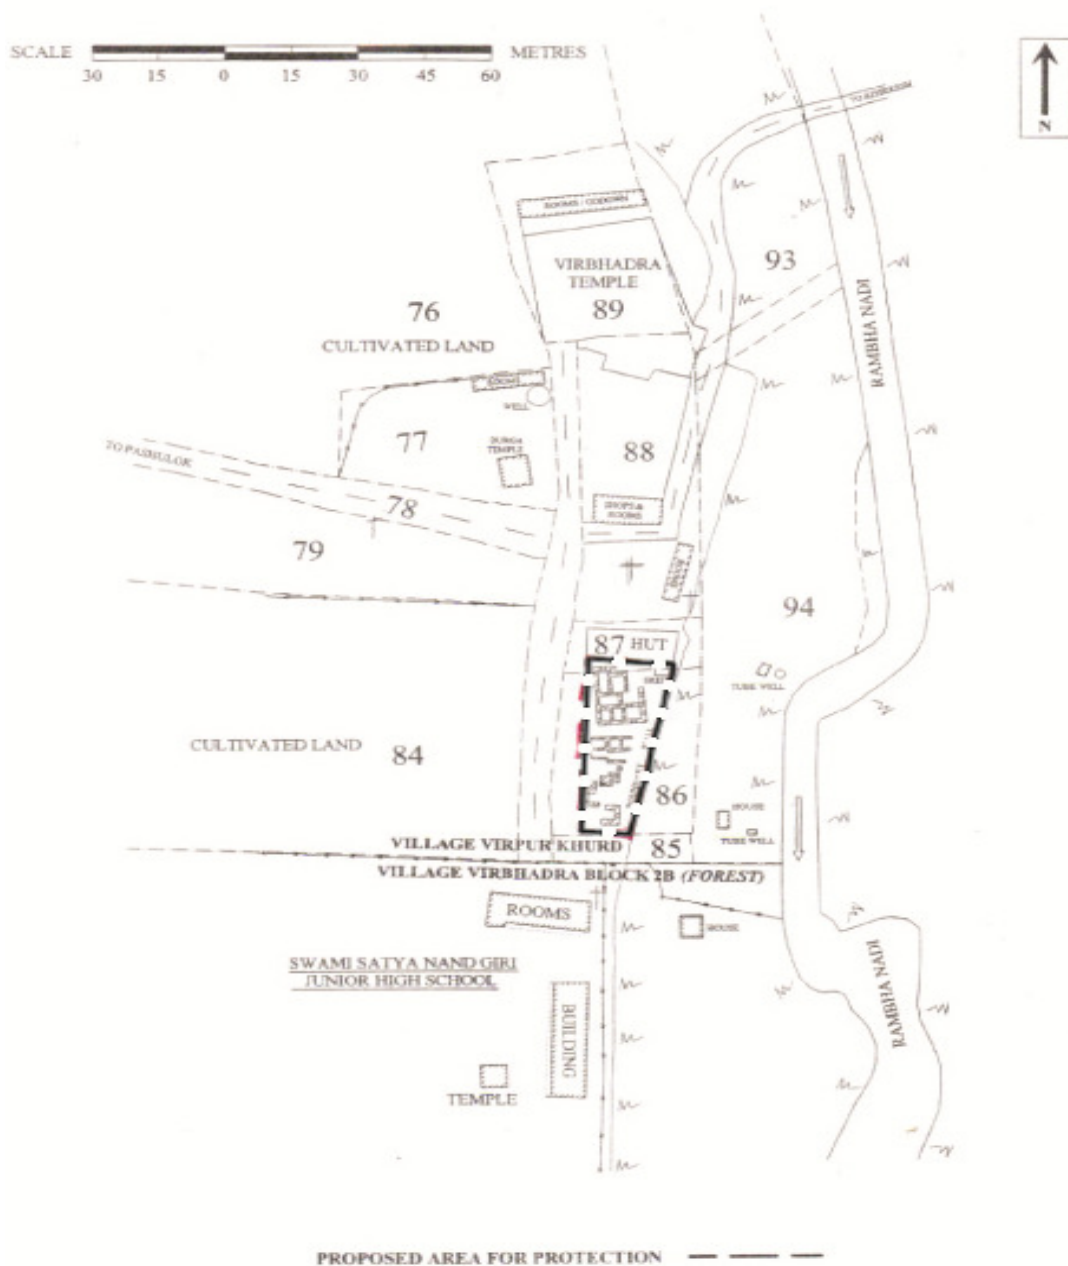 SCALE METRES
30 15 0 15 30 45 60
N
ROOMS / GODOWN
VIRBHADRA
TEMPLE
89
93
76
CULTIVATED LAND
RAMBHA NADI
WELL
77
DURGA
TEMPLE
88
TO PASHULOK
78
SHOPS &
ROOMS
79
94
87 HUT
TUBE WELL
CULTIVATED LAND
84
86
HOUSE
TUBE WELL
VILLAGE VIRPUR KHURD
85
VILLAGE VIRBHADRA BLOCK 2B (FOREST)
ROOMS
HOUSE
SWAMI SATYA NAND GIRI
JUNIOR HIGH SCHOOL
RAMBHA NADI
BUILDING
TEMPLE
PROPOSED AREA FOR PROTECTION